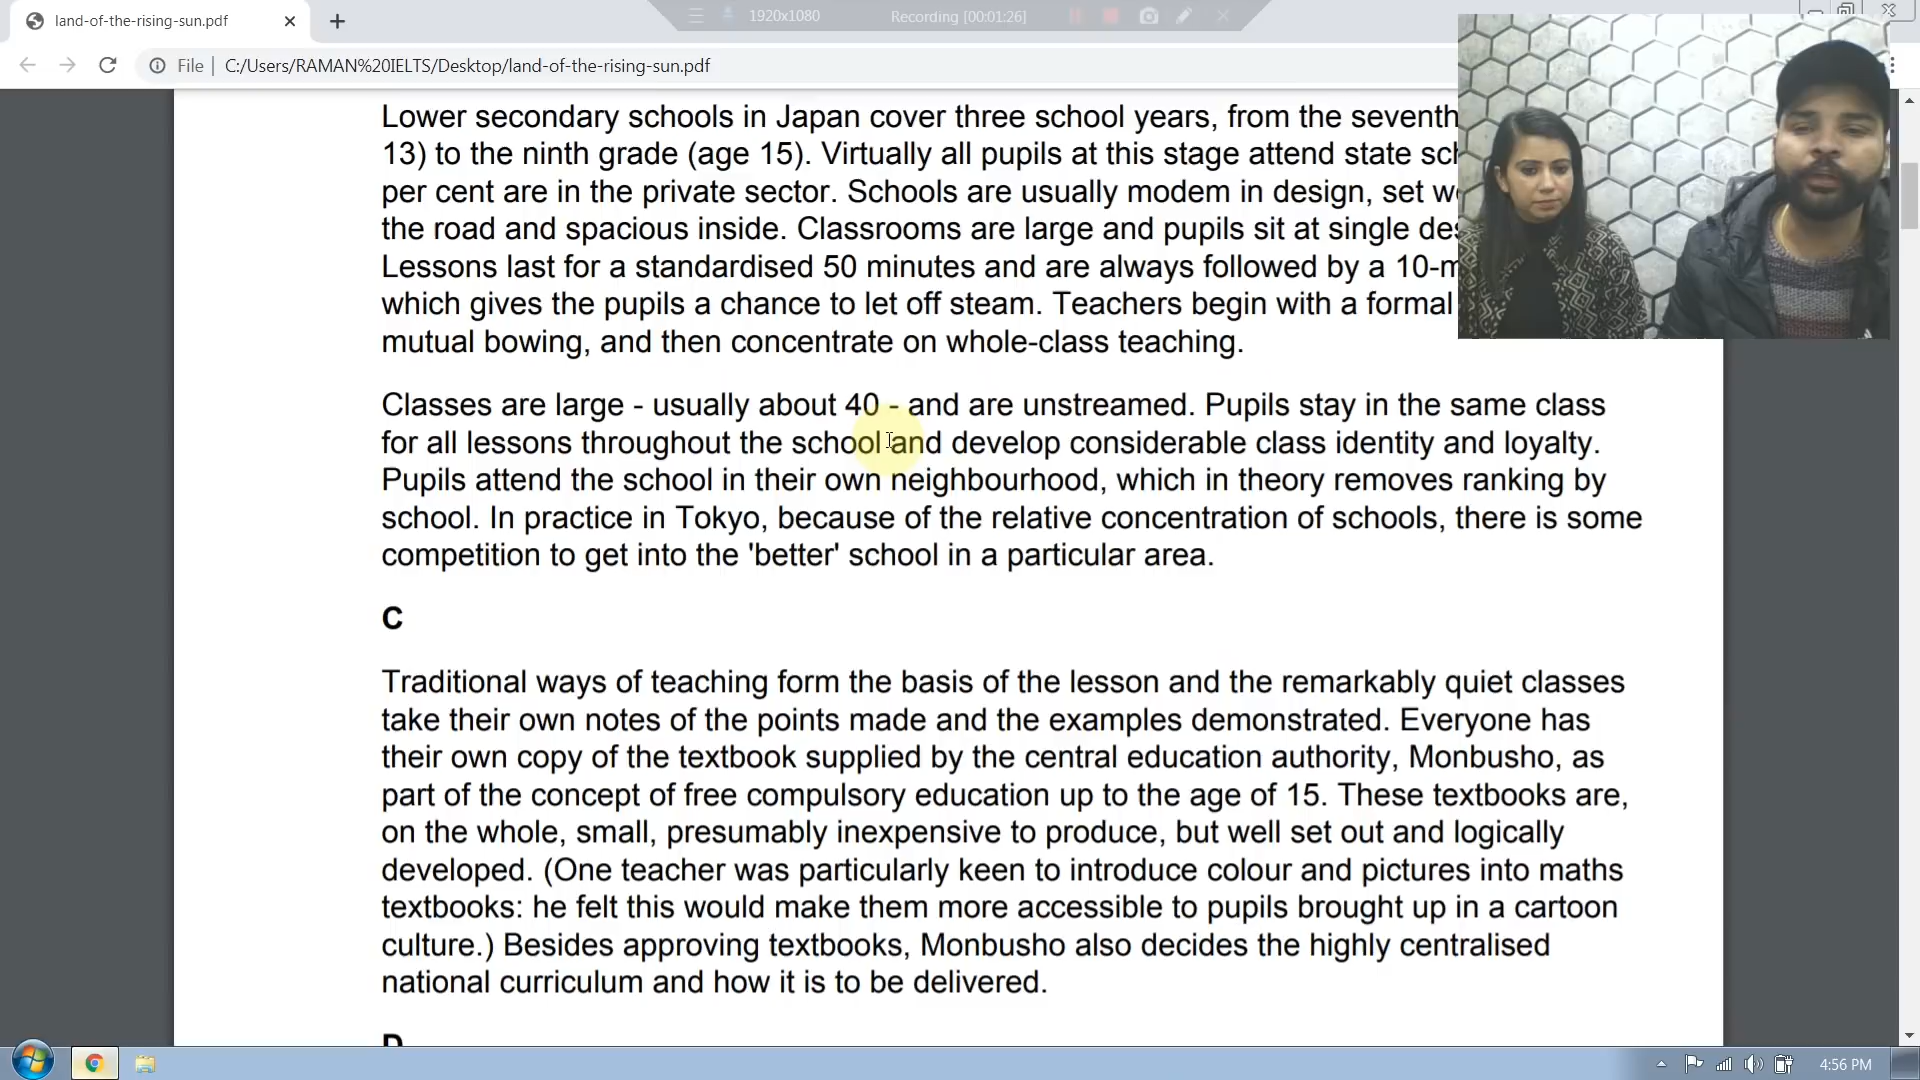 land-of-the-rising-sun.pdf
1920x1080
Recording [00:01:26]
File
C:/Users/RAMAN%20IELTS/Desktop/land-of-the-rising-sun.pdf
Lower secondary schools in Japan cover three school years, from the seventh
13) to the ninth grade (age 15). Virtually all pupils at this stage attend state
per cent are in the private sector. Schools are usually modem in design, set
the road and spacious inside. Classrooms are large and pupils sit at single
Lessons last for a standardised 50 minutes and are always followed by a
which gives the pupils a chance to let off steam. Teachers begin with a formal
mutual bowing, and then concentrate on whole-class teaching.
Classes are large - usually about 40 - and are unstreamed. Pupils stay in the same class
for all lessons throughout the school and develop considerable class identity and loyalty.
Pupils attend the school in their own neighbourhood, which in theory removes ranking by
school. In practice in Tokyo, because of the relative concentration of schools, there is some
competition to get into the 'better' school in a particular area.
C
Traditional ways of teaching form the basis of the lesson and the remarkably quiet classes
take their own notes of the points made and the examples demonstrated. Everyone has
their own copy of the textbook supplied by the central education authority, Monbusho, as
part of the concept of free compulsory education up to the age of 15. These textbooks are,
on the whole, small, presumably inexpensive to produce, but well set out and logically
developed. (One teacher was particularly keen to introduce colour and pictures into maths
textbooks: he felt this would make them more accessible to pupils brought up in a cartoon
culture.) Besides approving textbooks, Monbusho also decides the highly centralised
national curriculum and how it is to be delivered.
4:56 PM